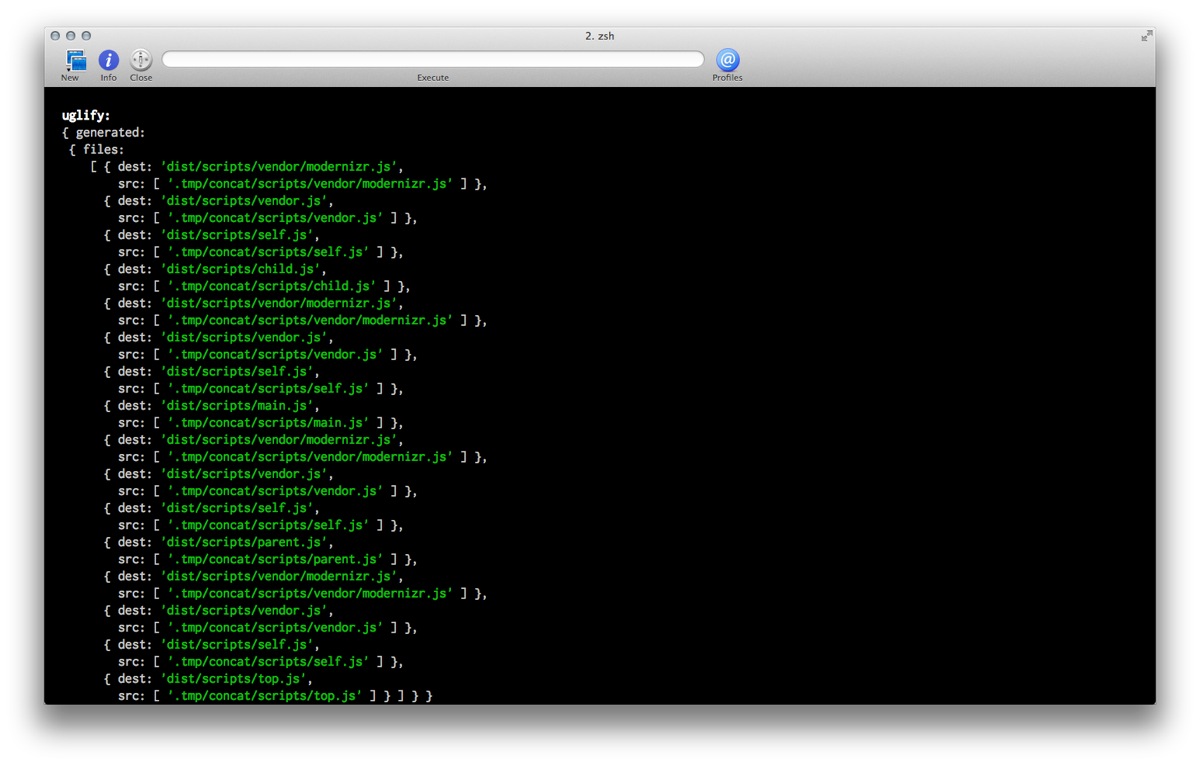 2. zsh
New Info Close Execute Profiles
uglify:
{ generated:
{ files:
[ { dest: 'dist/scripts/vendor/modernizr.js',
src: [ '.tmp/concat/scripts/vendor/modernizr.js' ] },
{ dest: 'dist/scripts/vendor.js',
src: [ '.tmp/concat/scripts/vendor.js' ] },
{ dest: 'dist/scripts/self.js',
src: [ '.tmp/concat/scripts/self.js' ] },
{ dest: 'dist/scripts/child.js',
src: [ '.tmp/concat/scripts/child.js' ] },
{ dest: 'dist/scripts/vendor/modernizr.js',
src: [ '.tmp/concat/scripts/vendor/modernizr.js' ] },
{ dest: 'dist/scripts/vendor.js',
src: [ '.tmp/concat/scripts/vendor.js' ] },
{ dest: 'dist/scripts/self.js',
src: [ '.tmp/concat/scripts/self.js' ] },
{ dest: 'dist/scripts/main.js',
src: [ '.tmp/concat/scripts/main.js' ] },
{ dest: 'dist/scripts/vendor/modernizr.js',
src: [ '.tmp/concat/scripts/vendor/modernizr.js' ] },
{ dest: 'dist/scripts/vendor.js',
src: [ '.tmp/concat/scripts/vendor.js' ] },
{ dest: 'dist/scripts/self.js',
src: [ '.tmp/concat/scripts/self.js' ] },
{ dest: 'dist/scripts/parent.js',
src: [ '.tmp/concat/scripts/parent.js' ] },
{ dest: 'dist/scripts/vendor/modernizr.js',
src: [ '.tmp/concat/scripts/vendor/modernizr.js' ] },
{ dest: 'dist/scripts/vendor.js',
src: [ '.tmp/concat/scripts/vendor.js' ] },
{ dest: 'dist/scripts/self.js',
src: [ '.tmp/concat/scripts/self.js' ] },
{ dest: 'dist/scripts/top.js',
src: [ '.tmp/concat/scripts/top.js' ] } ] } }